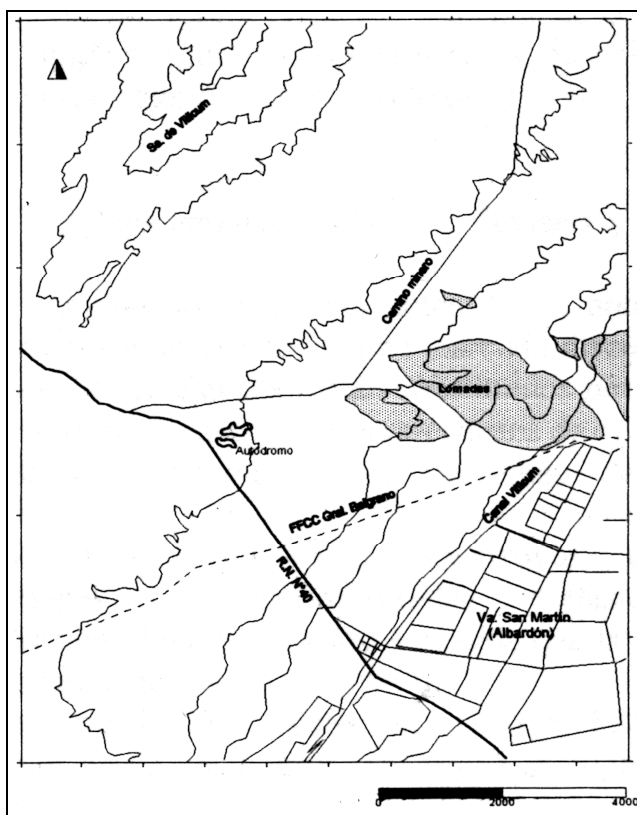 Sa. de Villicum
Camino minero
Lomadas
Autodromo
FFCC Gral. Belgrano
Canal Villicum
R.N. N°40
Va. San Martín
(Albardón)
0 2000 4000